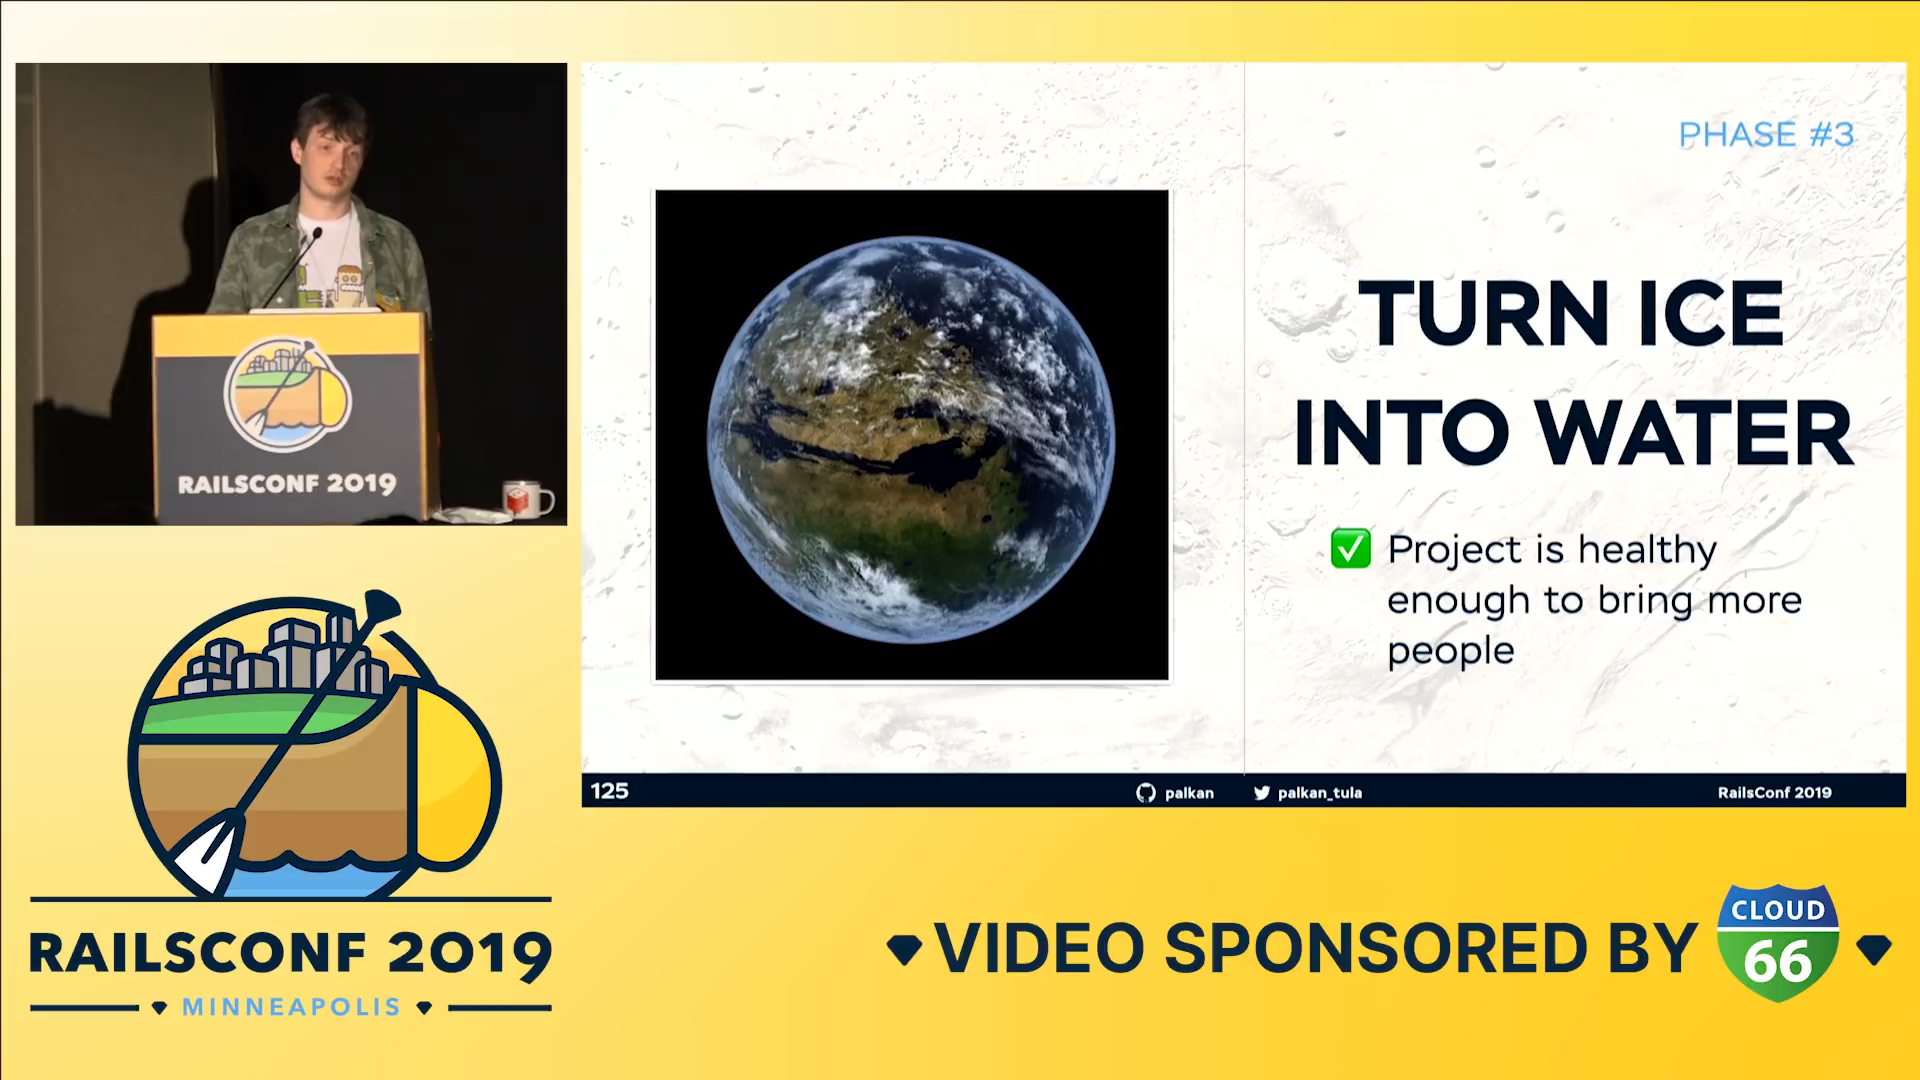 RAILSCONF 2019
PHASE #3
TURN ICE
INTO WATER
✅ Project is healthy
enough to bring more
people
125
palkan
palkan_tula
RailsConf 2019
RAILSCONF 2019
MINNEAPOLIS
VIDEO SPONSORED BY
CLOUD
66